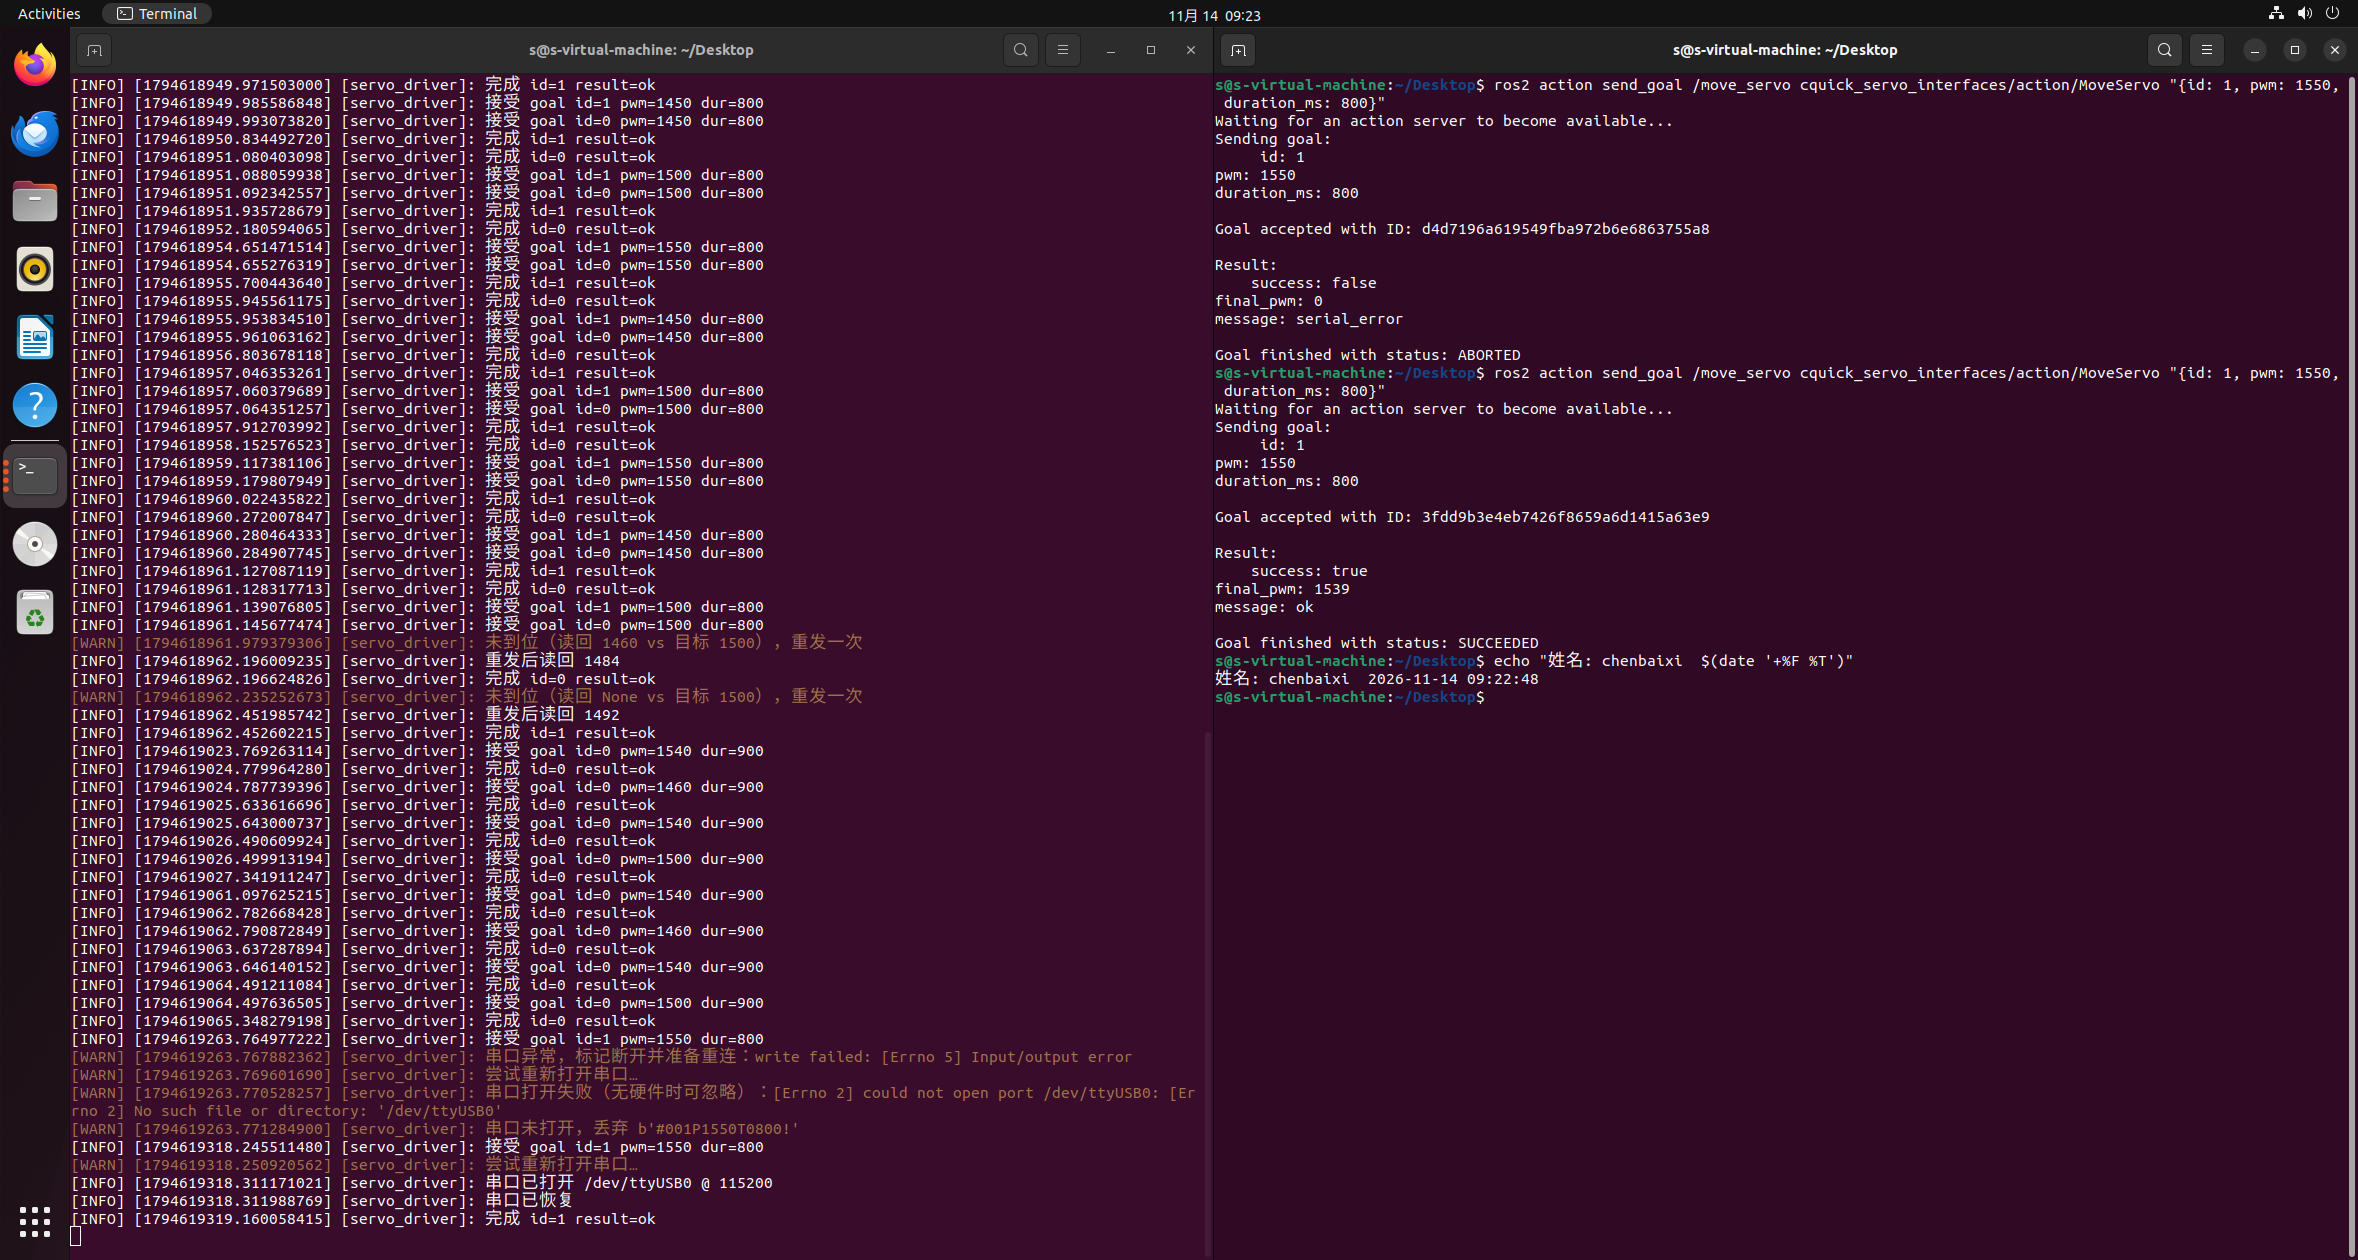 Activities
Terminal
11月 14 09:23
s@s-virtual-machine: ~/Desktop
[INFO] [1794618949.971503000] [servo_driver]: 完成 id=1 result=ok
[INFO] [1794618949.985586848] [servo_driver]: 接受 goal id=1 pwm=1450 dur=800
[INFO] [1794618949.993073820] [servo_driver]: 接受 goal id=0 pwm=1450 dur=800
[INFO] [1794618950.834492720] [servo_driver]: 完成 id=1 result=ok
[INFO] [1794618951.080403098] [servo_driver]: 完成 id=0 result=ok
[INFO] [1794618951.088059938] [servo_driver]: 接受 goal id=1 pwm=1500 dur=800
[INFO] [1794618951.092342557] [servo_driver]: 接受 goal id=0 pwm=1500 dur=800
[INFO] [1794618951.935728679] [servo_driver]: 完成 id=1 result=ok
[INFO] [1794618952.180594065] [servo_driver]: 完成 id=0 result=ok
[INFO] [1794618954.651471514] [servo_driver]: 接受 goal id=1 pwm=1550 dur=800
[INFO] [1794618954.655276319] [servo_driver]: 接受 goal id=0 pwm=1550 dur=800
[INFO] [1794618955.700443640] [servo_driver]: 完成 id=1 result=ok
[INFO] [1794618955.945561175] [servo_driver]: 完成 id=0 result=ok
[INFO] [1794618955.953834510] [servo_driver]: 接受 goal id=1 pwm=1450 dur=800
[INFO] [1794618955.961063162] [servo_driver]: 接受 goal id=0 pwm=1450 dur=800
[INFO] [1794618956.803678118] [servo_driver]: 完成 id=0 result=ok
[INFO] [1794618957.046353261] [servo_driver]: 完成 id=1 result=ok
[INFO] [1794618957.060379689] [servo_driver]: 接受 goal id=1 pwm=1500 dur=800
[INFO] [1794618957.064351257] [servo_driver]: 接受 goal id=0 pwm=1500 dur=800
[INFO] [1794618957.912703992] [servo_driver]: 完成 id=1 result=ok
[INFO] [1794618958.152576523] [servo_driver]: 完成 id=0 result=ok
[INFO] [1794618959.117381106] [servo_driver]: 接受 goal id=1 pwm=1550 dur=800
[INFO] [1794618959.179807949] [servo_driver]: 接受 goal id=0 pwm=1550 dur=800
[INFO] [1794618960.022435822] [servo_driver]: 完成 id=1 result=ok
[INFO] [1794618960.272007847] [servo_driver]: 完成 id=0 result=ok
[INFO] [1794618960.280464333] [servo_driver]: 接受 goal id=1 pwm=1450 dur=800
[INFO] [1794618960.284907745] [servo_driver]: 接受 goal id=0 pwm=1450 dur=800
[INFO] [1794618961.127087119] [servo_driver]: 完成 id=1 result=ok
[INFO] [1794618961.128317713] [servo_driver]: 完成 id=0 result=ok
[INFO] [1794618961.139076805] [servo_driver]: 接受 goal id=1 pwm=1500 dur=800
[INFO] [1794618961.145677474] [servo_driver]: 接受 goal id=0 pwm=1500 dur=800
[WARN] [1794618961.979379306] [servo_driver]: 未到位（读回 1460 vs 目标 1500），重发一次
[INFO] [1794618962.196009235] [servo_driver]: 重发后读回 1484
[INFO] [1794618962.196624826] [servo_driver]: 完成 id=0 result=ok
[WARN] [1794618962.235252673] [servo_driver]: 未到位（读回 None vs 目标 1500），重发一次
[INFO] [1794618962.451985742] [servo_driver]: 重发后读回 1492
[INFO] [1794618962.452602215] [servo_driver]: 完成 id=1 result=ok
[INFO] [1794619023.769263114] [servo_driver]: 接受 goal id=0 pwm=1540 dur=900
[INFO] [1794619024.779964280] [servo_driver]: 完成 id=0 result=ok
[INFO] [1794619024.787739396] [servo_driver]: 接受 goal id=0 pwm=1460 dur=900
[INFO] [1794619025.633616696] [servo_driver]: 完成 id=0 result=ok
[INFO] [1794619025.643000737] [servo_driver]: 接受 goal id=0 pwm=1540 dur=900
[INFO] [1794619026.490609924] [servo_driver]: 完成 id=0 result=ok
[INFO] [1794619026.499913194] [servo_driver]: 接受 goal id=0 pwm=1500 dur=900
[INFO] [1794619027.341911247] [servo_driver]: 完成 id=0 result=ok
[INFO] [1794619061.097625215] [servo_driver]: 接受 goal id=0 pwm=1540 dur=900
[INFO] [1794619062.782668428] [servo_driver]: 完成 id=0 result=ok
[INFO] [1794619062.790872849] [servo_driver]: 接受 goal id=0 pwm=1460 dur=900
[INFO] [1794619063.637287894] [servo_driver]: 完成 id=0 result=ok
[INFO] [1794619063.646140152] [servo_driver]: 接受 goal id=0 pwm=1540 dur=900
[INFO] [1794619064.491211084] [servo_driver]: 完成 id=0 result=ok
[INFO] [1794619064.497636505] [servo_driver]: 接受 goal id=0 pwm=1500 dur=900
[INFO] [1794619065.348279198] [servo_driver]: 完成 id=0 result=ok
[INFO] [1794619263.764977222] [servo_driver]: 接受 goal id=1 pwm=1550 dur=800
[WARN] [1794619263.767882362] [servo_driver]: 串口异常，标记断开并准备重连：write failed: [Errno 5] Input/output error
[WARN] [1794619263.769601690] [servo_driver]: 尝试重新打开串口…
[WARN] [1794619263.770528257] [servo_driver]: 串口打开失败（无硬件时可忽略）：[Errno 2] could not open port /dev/ttyUSB0: [Er
rno 2] No such file or directory: '/dev/ttyUSB0'
[WARN] [1794619263.771284900] [servo_driver]: 串口未打开，丢弃 b'#001P1550T0800!'
[INFO] [1794619318.245511480] [servo_driver]: 接受 goal id=1 pwm=1550 dur=800
[WARN] [1794619318.250920562] [servo_driver]: 尝试重新打开串口…
[INFO] [1794619318.311171021] [servo_driver]: 串口已打开 /dev/ttyUSB0 @ 115200
[INFO] [1794619318.311988769] [servo_driver]: 串口已恢复
[INFO] [1794619319.160058415] [servo_driver]: 完成 id=1 result=ok
s@s-virtual-machine: ~/Desktop
s@s-virtual-machine:~/Desktop$ ros2 action send_goal /move_servo cquick_servo_interfaces/action/MoveServo "{id: 1, pwm: 1550,
duration_ms: 800}"
Waiting for an action server to become available...
Sending goal:
id: 1
pwm: 1550
duration_ms: 800
Goal accepted with ID: d4d7196a619549fba972b6e6863755a8
Result:
success: false
final_pwm: 0
message: serial_error
Goal finished with status: ABORTED
s@s-virtual-machine:~/Desktop$ ros2 action send_goal /move_servo cquick_servo_interfaces/action/MoveServo "{id: 1, pwm: 1550,
duration_ms: 800}"
Waiting for an action server to become available...
Sending goal:
id: 1
pwm: 1550
duration_ms: 800
Goal accepted with ID: 3fdd9b3e4eb7426f8659a6d1415a63e9
Result:
success: true
final_pwm: 1539
message: ok
Goal finished with status: SUCCEEDED
s@s-virtual-machine:~/Desktop$ echo "姓名: chenbaixi  $(date '+%F %T')"
姓名: chenbaixi  2026-11-14 09:22:48
s@s-virtual-machine:~/Desktop$